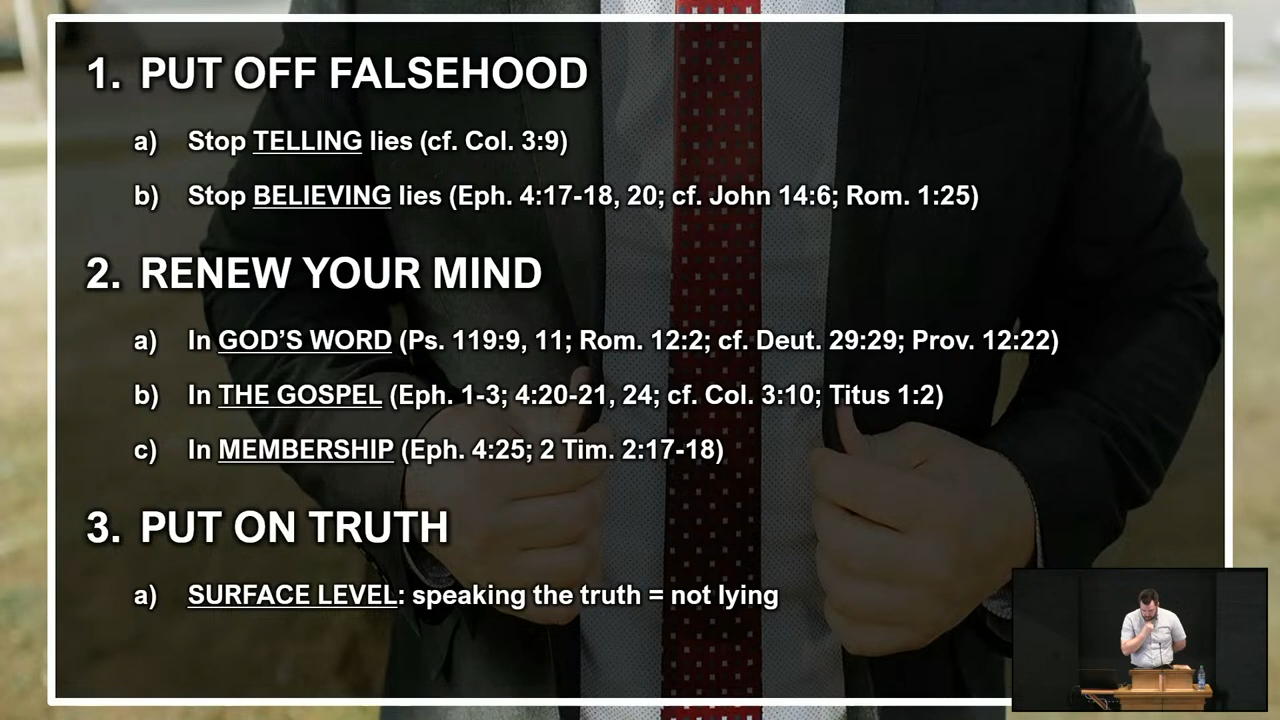 1. PUT OFF FALSEHOOD
a) Stop TELLING lies (cf. Col. 3:9)
b) Stop BELIEVING lies (Eph. 4:17-18, 20; cf. John 14:6; Rom. 1:25)
2. RENEW YOUR MIND
a) In GOD’S WORD (Ps. 119:9, 11; Rom. 12:2; cf. Deut. 29:29; Prov. 12:22)
b) In THE GOSPEL (Eph. 1-3; 4:20-21, 24; cf. Col. 3:10; Titus 1:2)
c) In MEMBERSHIP (Eph. 4:25; 2 Tim. 2:17-18)
3. PUT ON TRUTH
a) SURFACE LEVEL: speaking the truth = not lying